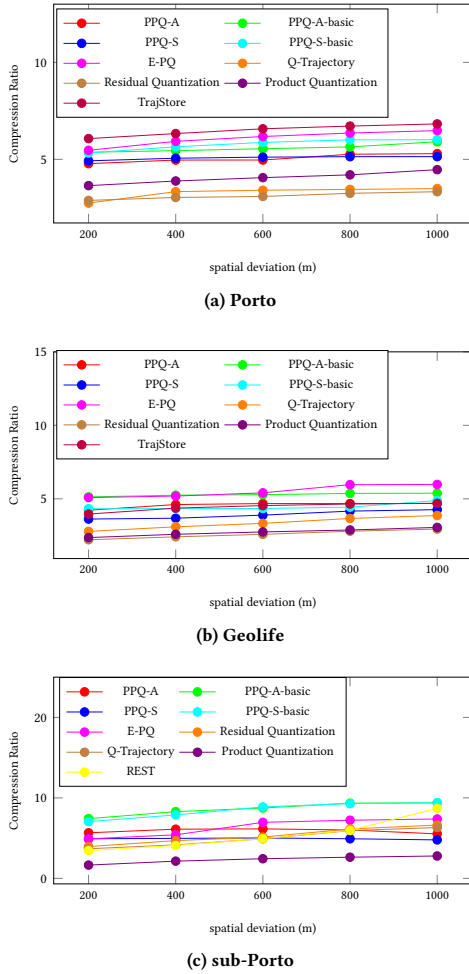 PPQ-A PPQ-A-basic
PPQ-S PPQ-S-basic
E-PQ Q-Trajectory
Residual Quantization Product Quantization
TrajStore
10
5
Compression Ratio
200 400 600 800 1000
spatial deviation (m)
(a) Porto
15
PPQ-A PPQ-A-basic
PPQ-S PPQ-S-basic
E-PQ Q-Trajectory
Residual Quantization Product Quantization
TrajStore
10
5
Compression Ratio
200 400 600 800 1000
spatial deviation (m)
(b) Geolife
PPQ-A PPQ-A-basic
PPQ-S PPQ-S-basic
E-PQ Residual Quantization
Q-Trajectory Product Quantization
REST
20
10
0
Compression Ratio
200 400 600 800 1000
spatial deviation (m)
(c) sub-Porto